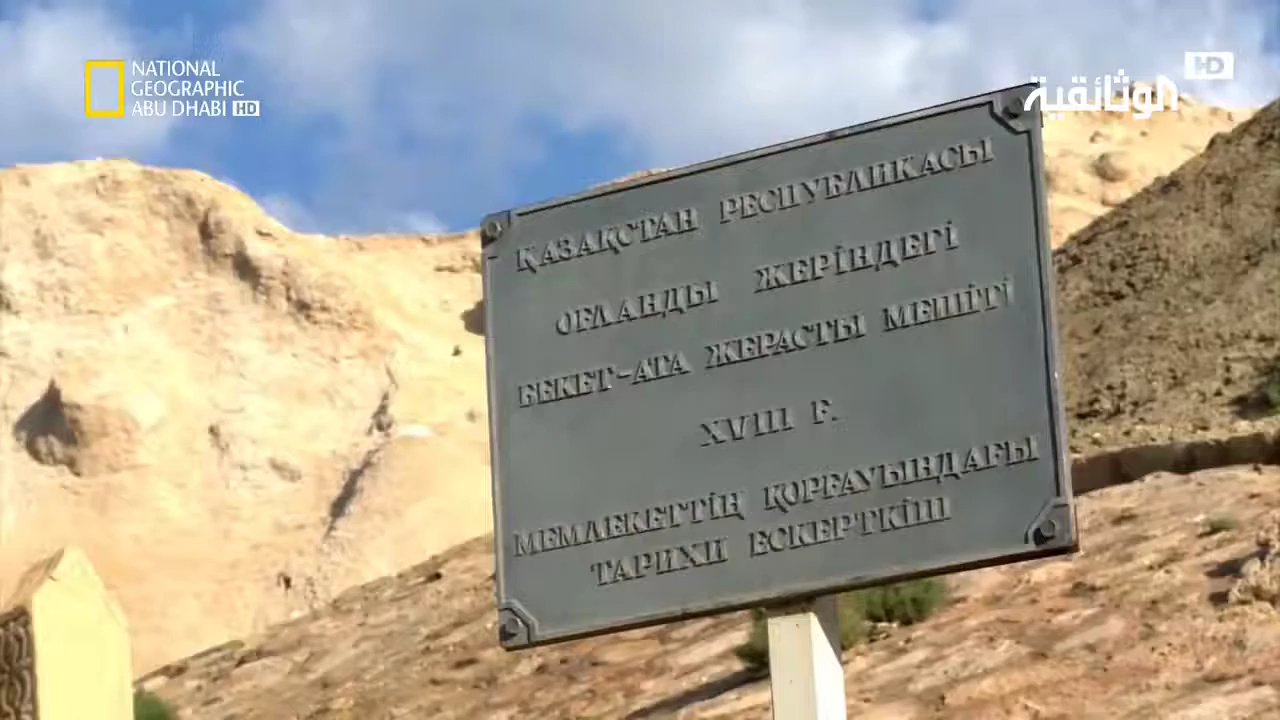 NATIONAL
GEOGRAPHIC
ABU DHABI HD
HD
الوثائقية
ҚАЗАҚСТАН РЕСПУБЛИКАСЫ
ОҒЛАНДЫ ЖЕРІНДЕГІ
БЕКЕТ-АТА ЖЕРАСТЫ МЕШІТІ
XVIII Ғ.
МЕМЛЕКЕТТІҢ ҚОРҒАУЫНДАҒЫ
ТАРИХИ ЕСКЕРТКІШ